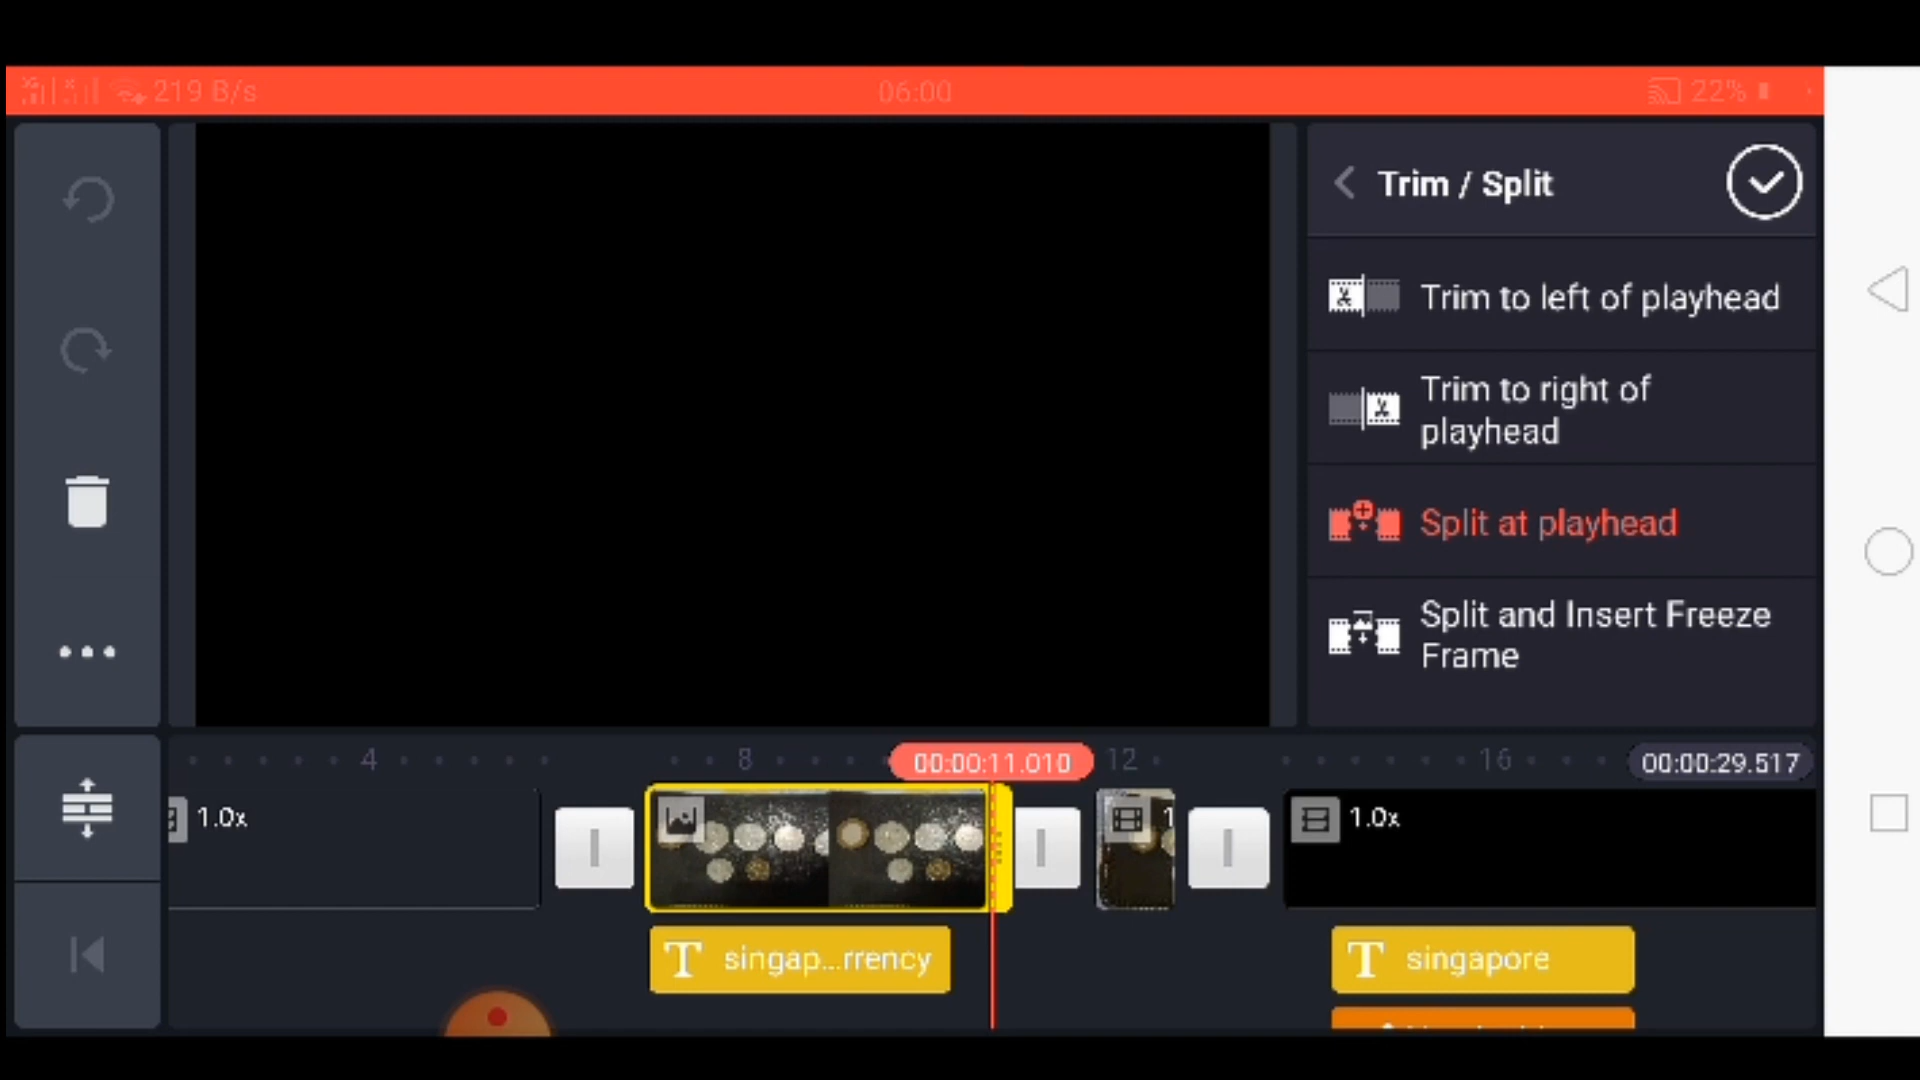 219 B/s
06:00
22%
Trim / Split
Trim to left of playhead
Trim to right of
playhead
Split at playhead
Split and Insert Freeze
Frame
4
8
00:00:11.010
12
16
00:00:29.517
1.0x
1
1.0x
T singap...rrency
T singapore